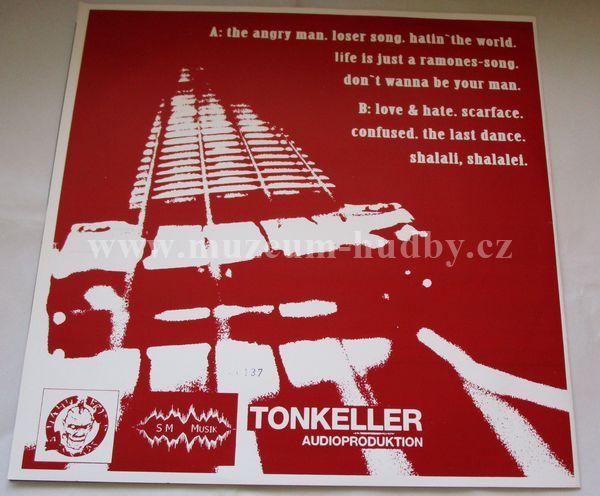 A: the angry man. loser song. hatin`the world.
life is just a ramones-song.
don`t wanna be your man.
B: love & hate. scarface.
confused. the last dance.
shalali, shalalei.
www.muzeum-hudby.cz
137
SM Musik
TONKELLER
AUDIOPRODUKTION